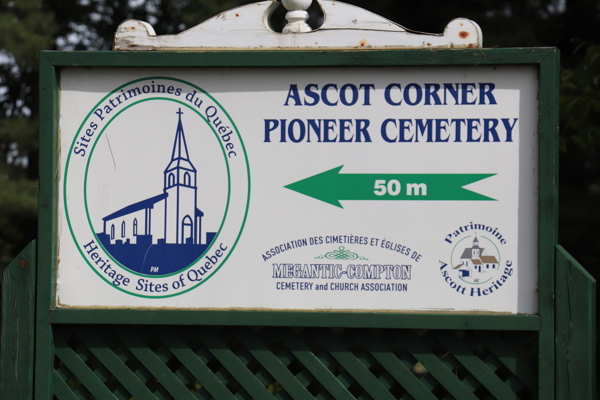 Sites Patrimoines du Québec
PM
Heritage Sites of Quebec
ASCOT CORNER
PIONEER CEMETERY
50 m
ASSOCIATION DES CIMETIÈRES ET ÉGLISES DE
MEGANTIC-COMPTON
CEMETERY and CHURCH ASSOCIATION
Patrimoine
Ascott Heritage